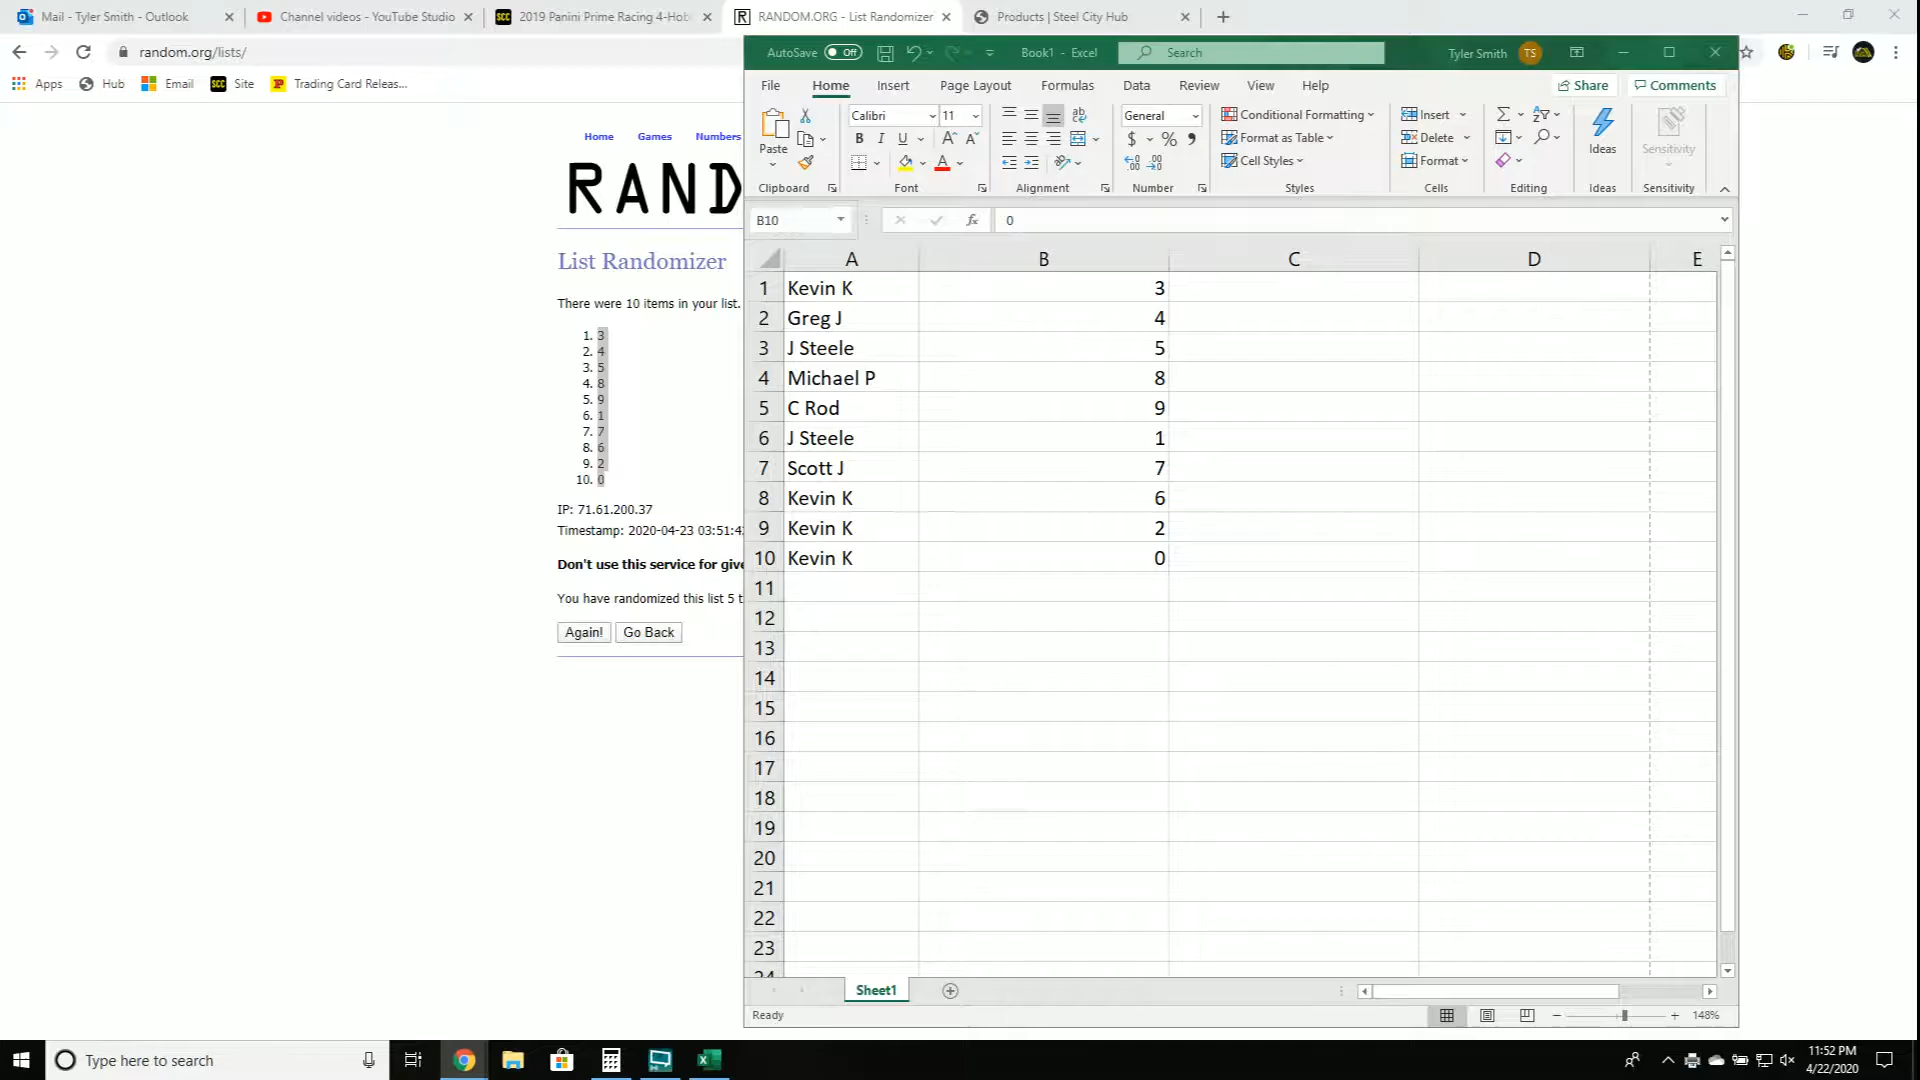 Mail - Tyler Smith - Outlook
Channel videos - YouTube Studio
SCC 2019 Panini Prime Racing 4-Hob
R RANDOM.ORG - List Randomizer
Products | Steel City Hub
random.org/lists/
Apps Hub Email SCC Site Trading Card Releas...
Home Games Numbers
RAND
List Randomizer
There were 10 items in your list.
1. 3
2. 4
3. 5
4. 8
5. 9
6. 1
7. 7
8. 6
9. 2
10. 0
IP: 71.61.200.37
Timestamp: 2020-04-23 03:51:4
Don't use this service for give
You have randomized this list 5 t
Again! Go Back
AutoSave Off Book1 - Excel Search Tyler Smith TS
File Home Insert Page Layout Formulas Data Review View Help Share Comments
Paste
Calibri 11
B I U A A
A
ab
General
$ % 9
Conditional Formatting
Format as Table
Cell Styles
Insert
Delete
Format
Ideas
Sensitivity
Clipboard Font Alignment Number Styles Cells Editing Ideas Sensitivity
B10 fx 0
A B C D E
1 Kevin K 3
2 Greg J 4
3 J Steele 5
4 Michael P 8
5 C Rod 9
6 J Steele 1
7 Scott J 7
8 Kevin K 6
9 Kevin K 2
10 Kevin K 0
11
12
13
14
15
16
17
18
19
20
21
22
23
24
Sheet1
Ready 148%
Type here to search
11:52 PM
4/22/2020